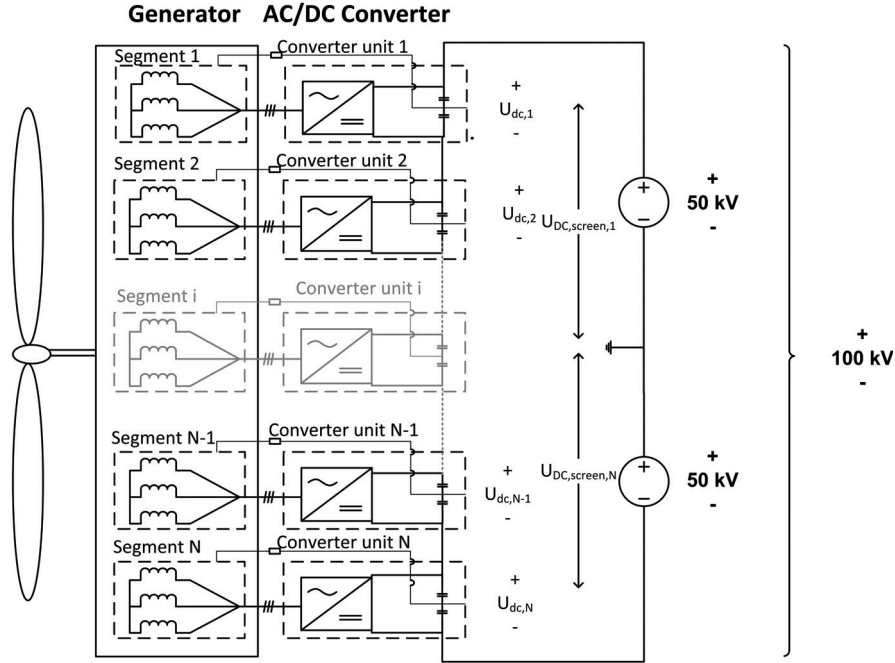 Generator AC/DC Converter
Segment 1
Converter unit 1
+
U_dc,1
-
Segment 2
Converter unit 2
+
U_dc,2
-
U_DC,screen,1
+
-
+
50 kV
-
Segment i
Converter unit i
+
100 kV
-
Segment N-1
Converter unit N-1
+
U_dc,N-1
-
U_DC,screen,N
+
-
+
50 kV
-
Segment N
Converter unit N
+
U_dc,N
-